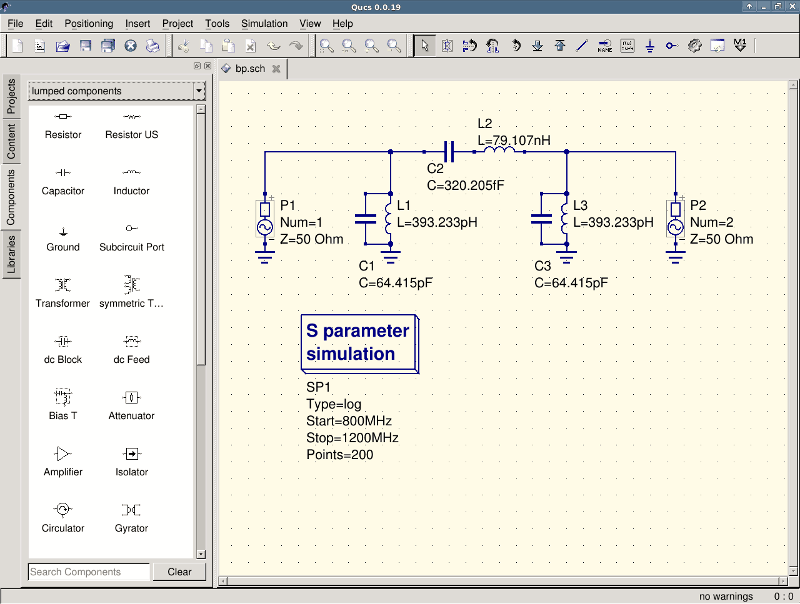 Qucs 0.0.19
File Edit Positioning Insert Project Tools Simulation View Help
NAME
bp.sch
Projects
Content
Components
Libraries
lumped components
Resistor Resistor US
Capacitor Inductor
Ground Subcircuit Port
Transformer symmetric T...
dc Block dc Feed
Bias T Attenuator
Amplifier Isolator
Circulator Gyrator
Search Components Clear
L2
L=79.107nH
C2
C=320.205fF
P1
Num=1
Z=50 Ohm
L1
L=393.233pH
C1
C=64.415pF
L3
L=393.233pH
C3
C=64.415pF
P2
Num=2
Z=50 Ohm
S parameter
simulation
SP1
Type=log
Start=800MHz
Stop=1200MHz
Points=200
no warnings 0 : 0